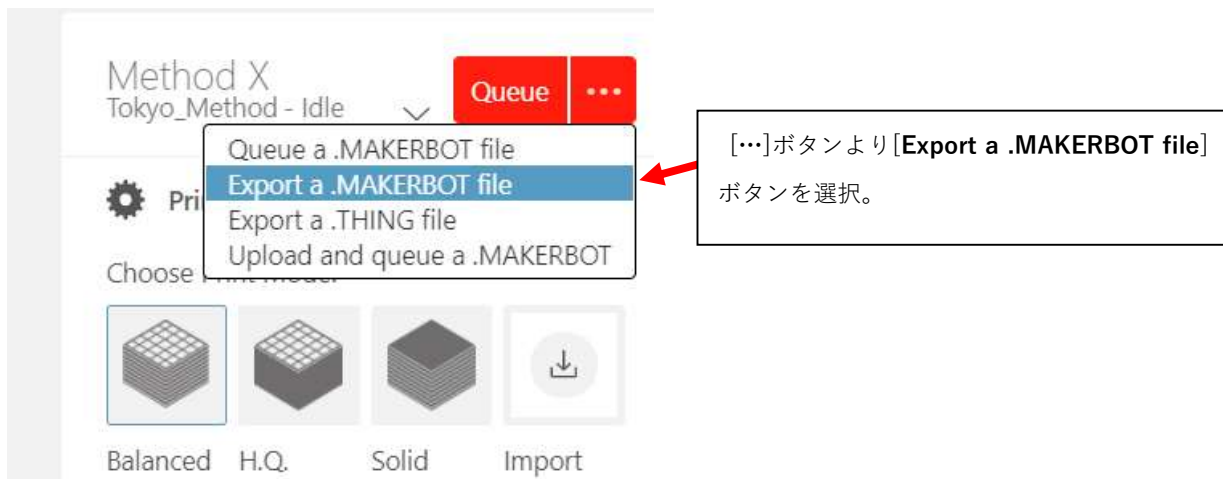 Method X
Tokyo_Method - Idle
Queue
Queue a .MAKERBOT file
Export a .MAKERBOT file
Export a .THING file
Upload and queue a .MAKERBOT
Pri
Choose
Balanced
H.Q.
Solid
Import
[…]ボタンより[Export a .MAKERBOT file]
ボタンを選択。